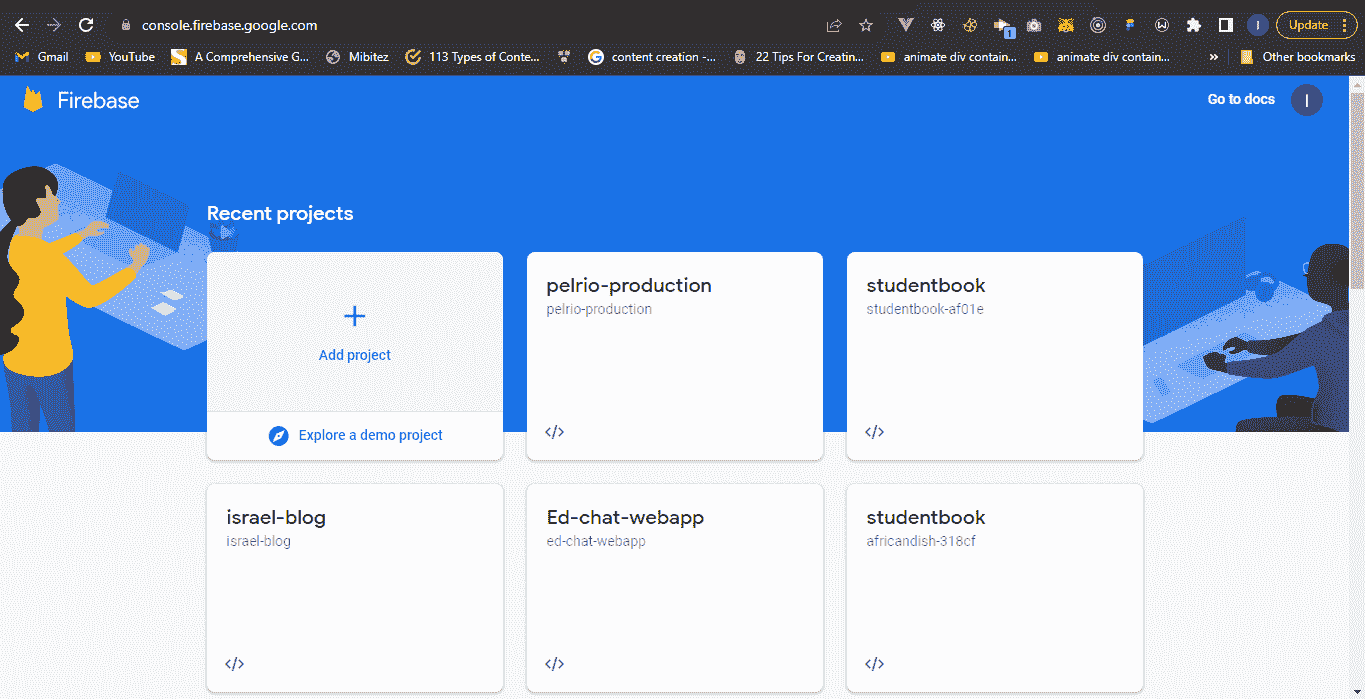 console.firebase.google.com
1
I
Update
Gmail
YouTube
A Comprehensive G...
Mibitez
113 Types of Conte...
content creation -...
22 Tips For Creatin...
animate div contain...
animate div contain...
»
Other bookmarks
Firebase
Go to docs
I
Recent projects
+
Add project
Explore a demo project
pelrio-production
pelrio-production
</>
studentbook
studentbook-af01e
</>
israel-blog
israel-blog
</>
Ed-chat-webapp
ed-chat-webapp
</>
studentbook
africandish-318cf
</>